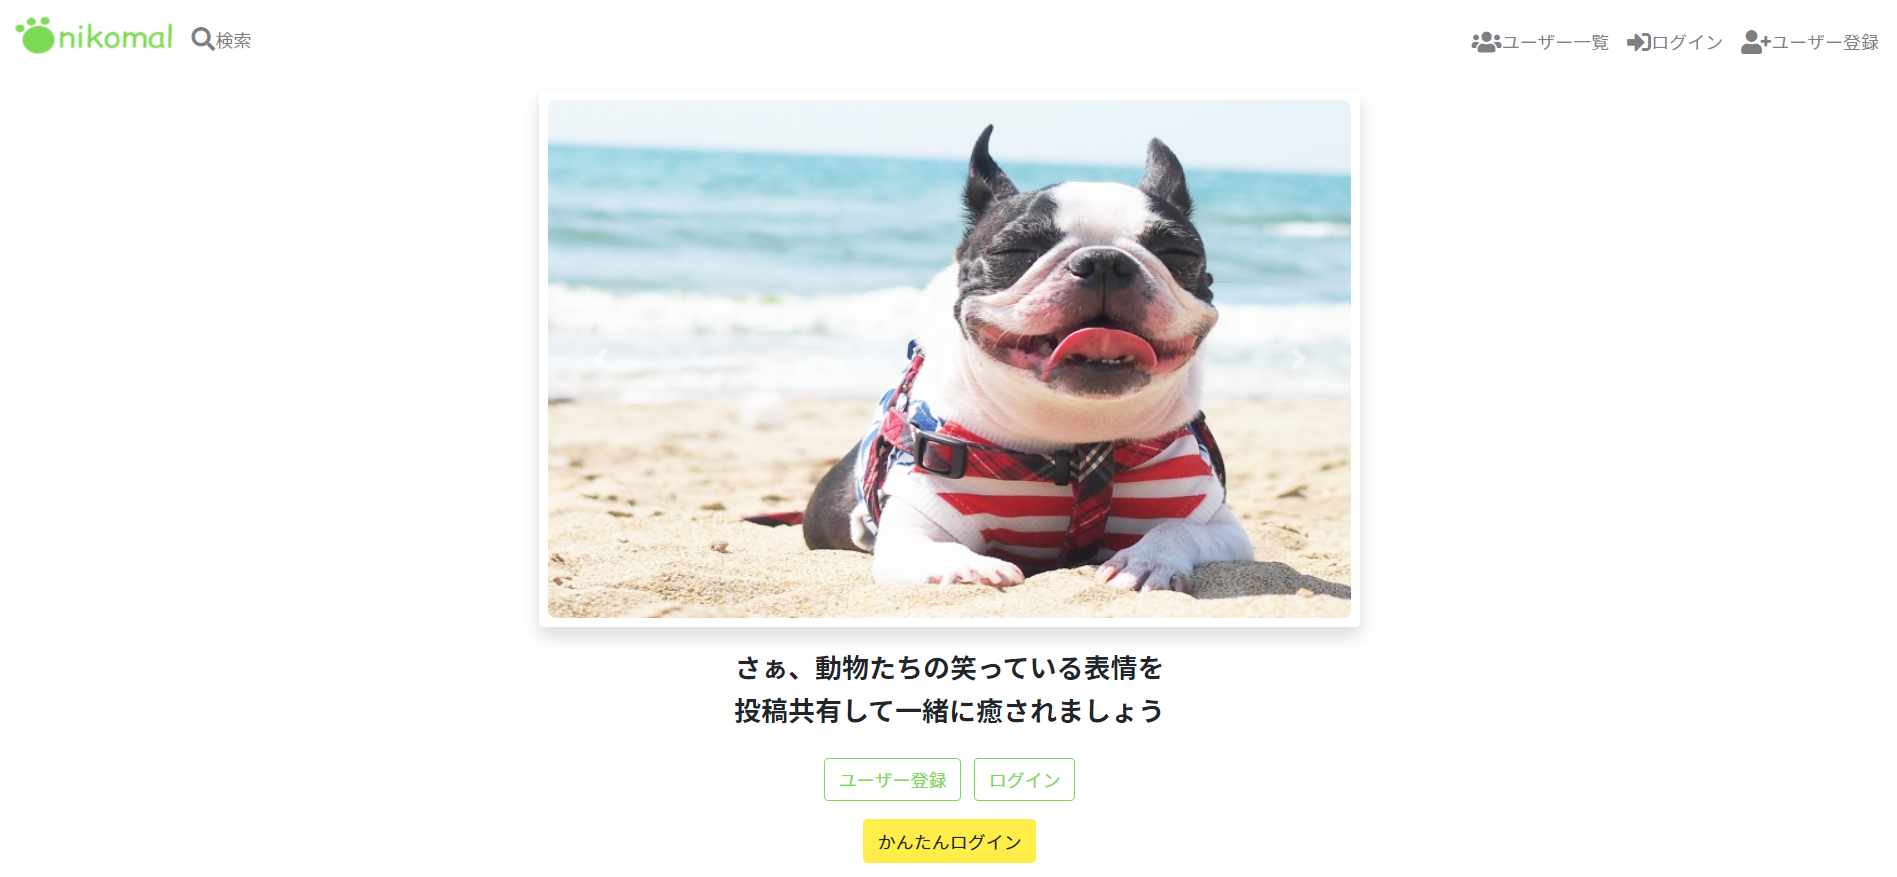 nikomal
検索
ユーザー一覧
ログイン
ユーザー登録
さぁ、動物たちの笑っている表情を
投稿共有して一緒に癒されましょう
ユーザー登録
ログイン
かんたんログイン